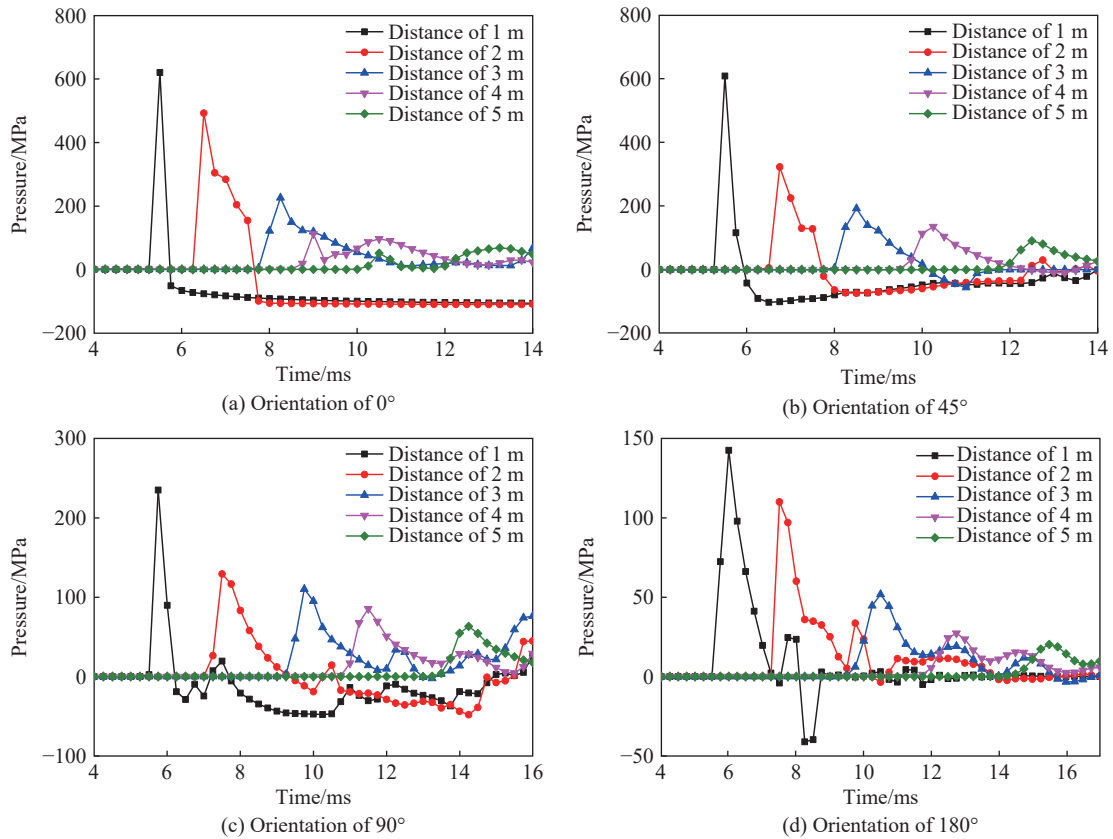 800
600
400
200
0
−200
Pressure/MPa
Distance of 1 m
Distance of 2 m
Distance of 3 m
Distance of 4 m
Distance of 5 m
4 6 8 10 12 14
Time/ms
(a) Orientation of 0°
800
600
400
200
0
−200
Pressure/MPa
Distance of 1 m
Distance of 2 m
Distance of 3 m
Distance of 4 m
Distance of 5 m
4 6 8 10 12 14
Time/ms
(b) Orientation of 45°
300
200
100
0
−100
Pressure/MPa
Distance of 1 m
Distance of 2 m
Distance of 3 m
Distance of 4 m
Distance of 5 m
4 6 8 10 12 14 16
Time/ms
(c) Orientation of 90°
150
100
50
0
50
Pressure/MPa
Distance of 1 m
Distance of 2 m
Distance of 3 m
Distance of 4 m
Distance of 5 m
4 6 8 10 12 14 16
Time/ms
(d) Orientation of 180°